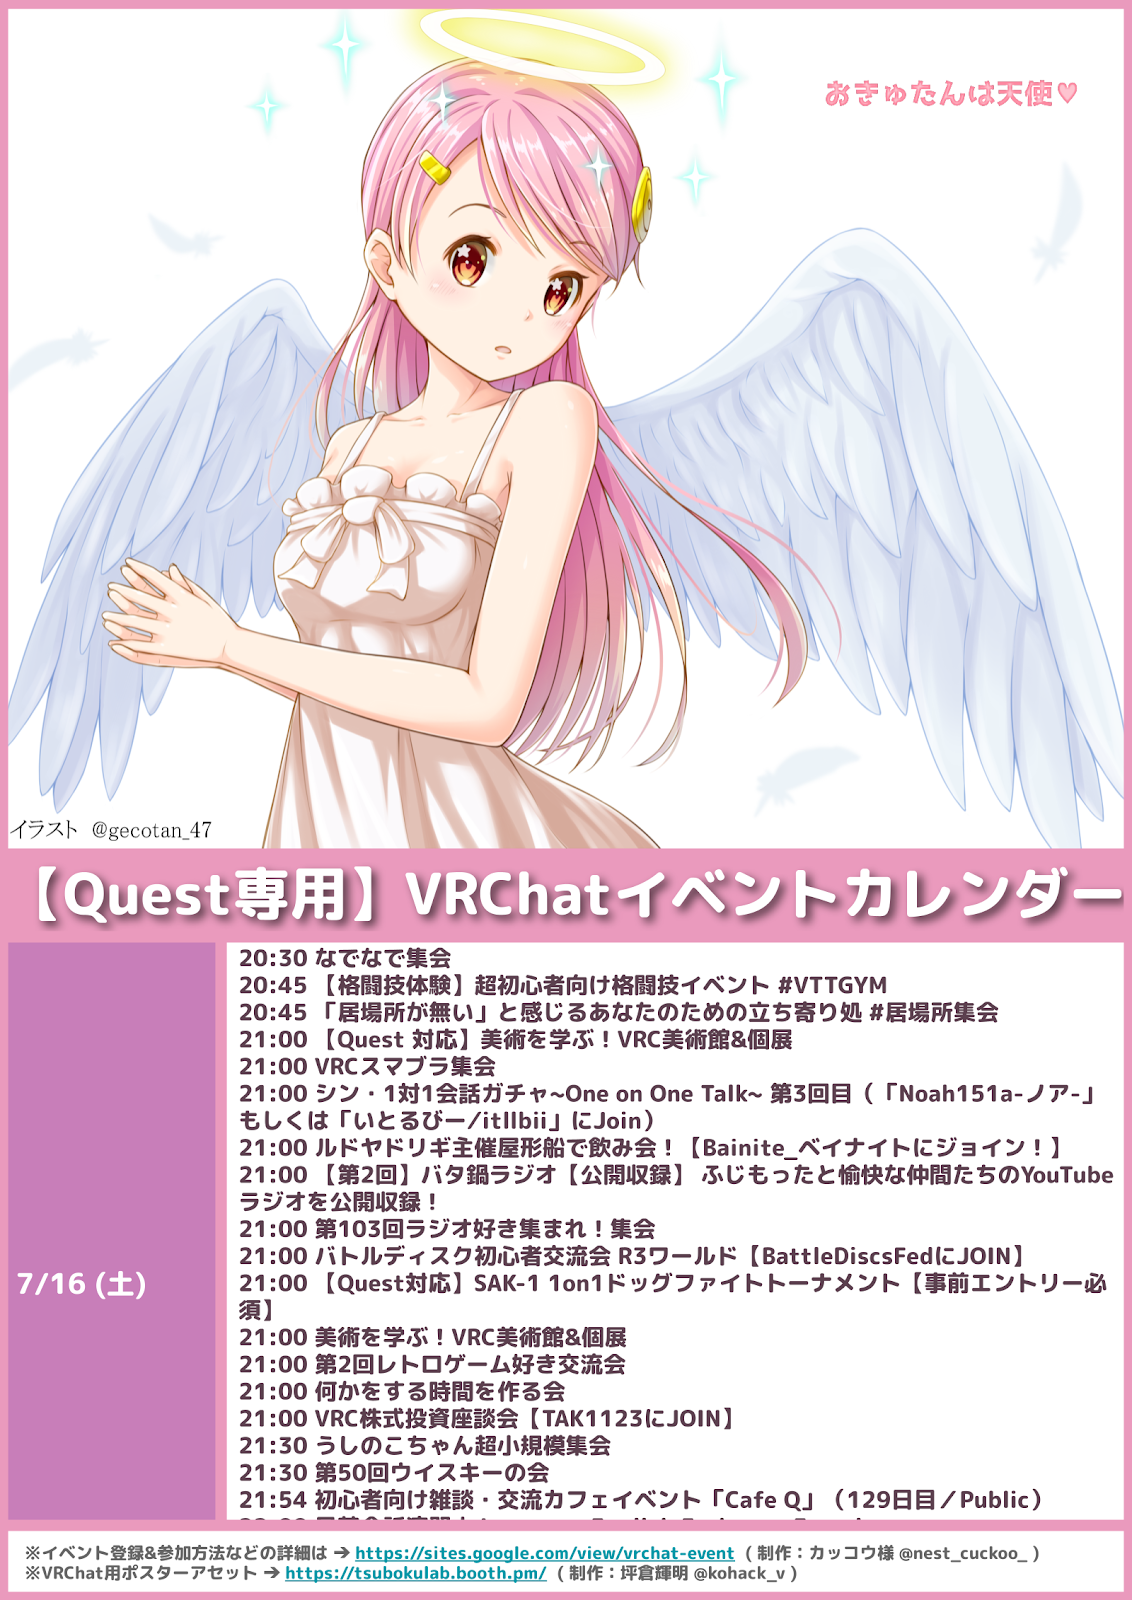 おきゅたんは天使♥
イラスト @gecotan_47
【Quest専用】VRChatイベントカレンダー
7/16 (土)
20:30 なでなで集会
20:45 【格闘技体験】超初心者向け格闘技イベント #VTTGYM
20:45 「居場所が無い」と感じるあなたのための立ち寄り処 #居場所集会
21:00 【Quest 対応】美術を学ぶ！VRC美術館&個展
21:00 VRCスマブラ集会
21:00 シン・1対1会話ガチャ~One on One Talk~ 第3回目（「Noah151a-ノア-」
もしくは「いとるびー/itIlbii」にJoin）
21:00 ルドヤドリギ主催屋形船で飲み会！【Bainite_ベイナイトにジョイン！】
21:00 【第2回】バタ鍋ラジオ【公開収録】 ふじもったと愉快な仲間たちのYouTube
ラジオを公開収録！
21:00 第103回ラジオ好き集まれ！集会
21:00 バトルディスク初心者交流会 R3ワールド【BattleDiscsFedにJOIN】
21:00 【Quest対応】SAK-1 1on1ドッグファイトトーナメント【事前エントリー必
須】
21:00 美術を学ぶ！VRC美術館&個展
21:00 第2回レトロゲーム好き交流会
21:00 何かをする時間を作る会
21:00 VRC株式投資座談会【TAK1123にJOIN】
21:30 うしのこちゃん超小規模集会
21:30 第50回ウイスキーの会
21:54 初心者向け雑談・交流カフェイベント「Cafe Q」（129日目／Public）
※イベント登録&参加方法などの詳細は ➔ https://sites.google.com/view/vrchat-event ( 制作：カッコウ様 @nest_cuckoo_ )
※VRChat用ポスターアセット ➔ https://tsubokulab.booth.pm/ ( 制作：坪倉輝明 @kohack_v )